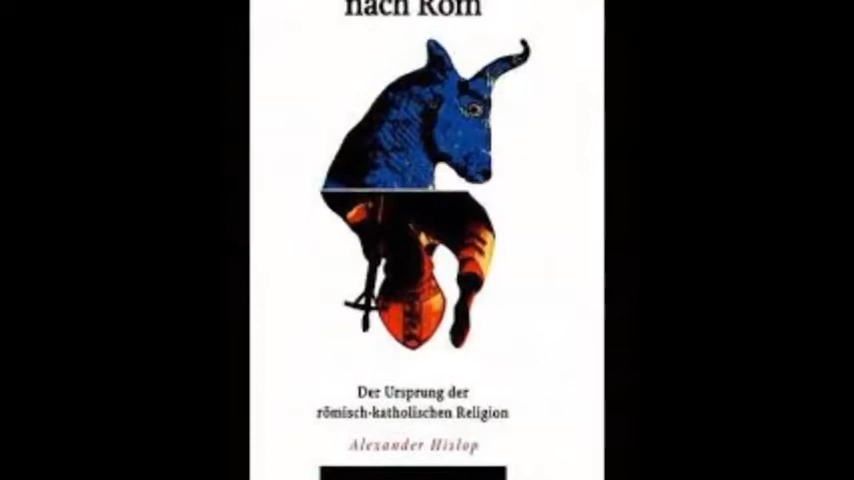 nach Rom
Der Ursprung der
römisch-katholischen Religion
Alexander Hislop